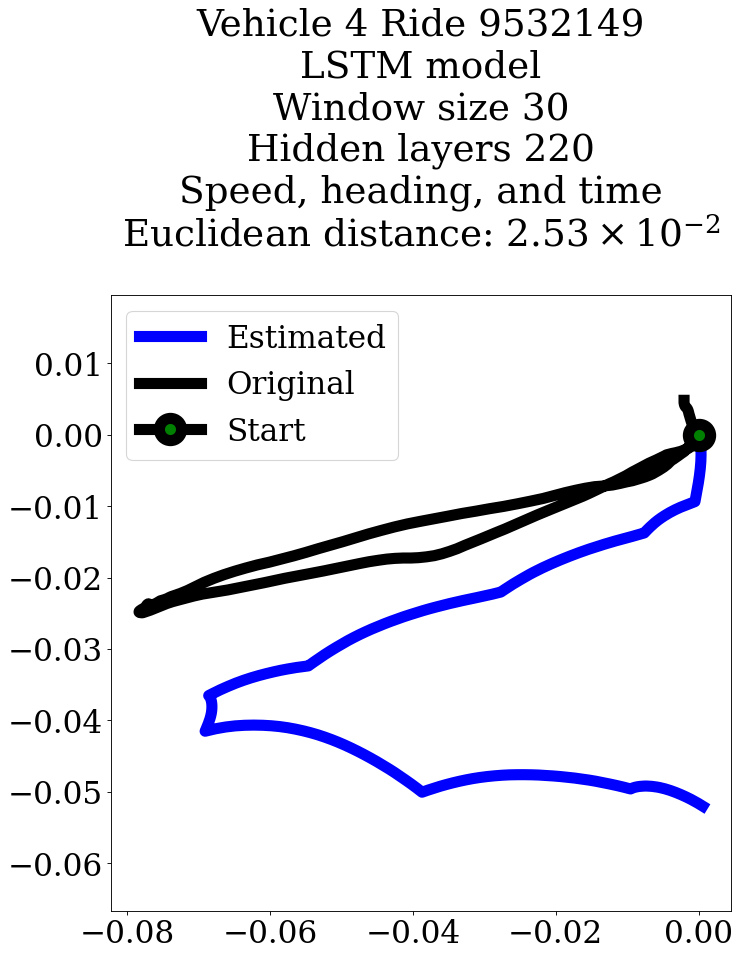 Vehicle 4 Ride 9532149
LSTM model
Window size 30
Hidden layers 220
Speed, heading, and time
Euclidean distance: 2.53 × 10⁻²
Estimated
Original
Start
0.01
0.00
−0.01
−0.02
−0.03
−0.04
−0.05
−0.06
−0.08 −0.06 −0.04 −0.02 0.00